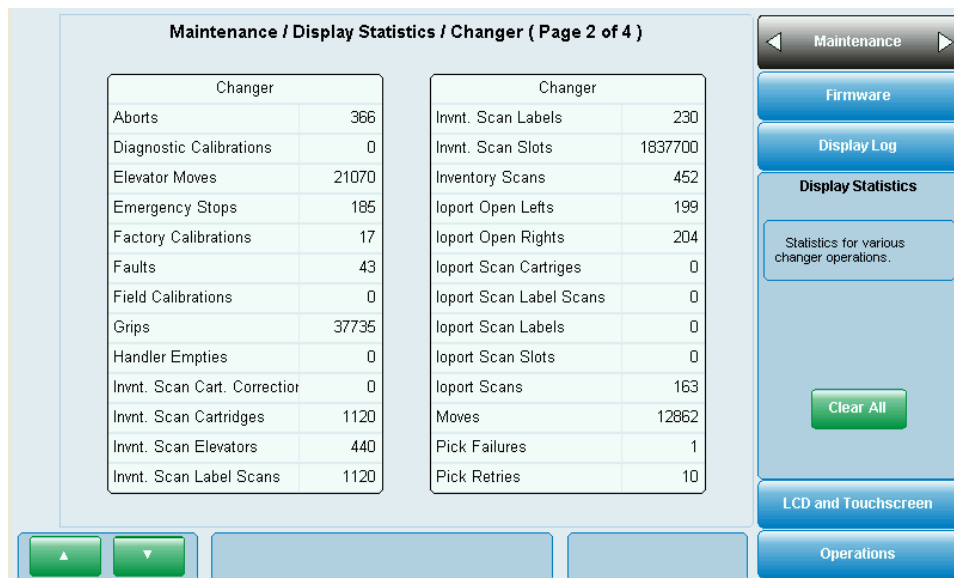 Maintenance / Display Statistics / Changer ( Page 2 of 4 )
Changer
Aborts 366
Diagnostic Calibrations 0
Elevator Moves 21070
Emergency Stops 185
Factory Calibrations 17
Faults 43
Field Calibrations 0
Grips 37735
Handler Empties 0
Invnt. Scan Cart. Correction 0
Invnt. Scan Cartridges 1120
Invnt. Scan Elevators 440
Invnt. Scan Label Scans 1120
Changer
Invnt. Scan Labels 230
Invnt. Scan Slots 1837700
Inventory Scans 452
Ioport Open Lefts 199
Ioport Open Rights 204
Ioport Scan Cartriges 0
Ioport Scan Label Scans 0
Ioport Scan Labels 0
Ioport Scan Slots 0
Ioport Scans 163
Moves 12862
Pick Failures 1
Pick Retries 10
Maintenance
Firmware
Display Log
Display Statistics
Statistics for various
changer operations.
Clear All
LCD and Touchscreen
Operations